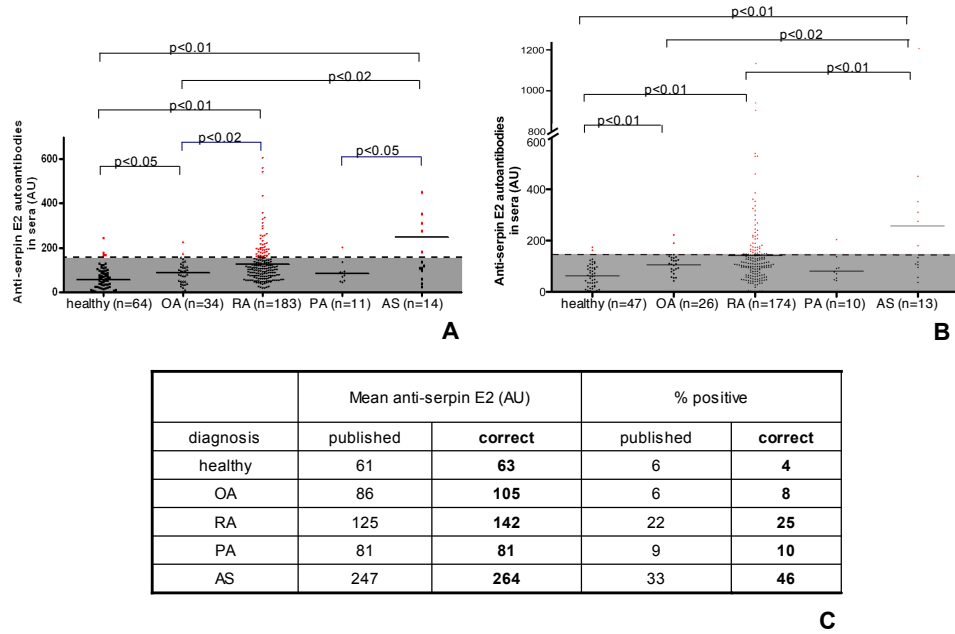 p<0.01
p<0.02
p<0.01
p<0.02
p<0.05
p<0.05
Anti-serpin E2 autoantibodies
in sera (AU)
600
400
200
0
healthy (n=64) OA (n=34) RA (n=183) PA (n=11) AS (n=14)
A
p<0.01
p<0.02
p<0.01
p<0.01
p<0.01
Anti-serpin E2 autoantibodies
in sera (AU)
1200
1000
800
600
400
200
0
healthy (n=47) OA (n=26) RA (n=174) PA (n=10) AS (n=13)
B
Mean anti-serpin E2 (AU) % positive
diagnosis published correct published correct
healthy 61 63 6 4
OA 86 105 6 8
RA 125 142 22 25
PA 81 81 9 10
AS 247 264 33 46
C